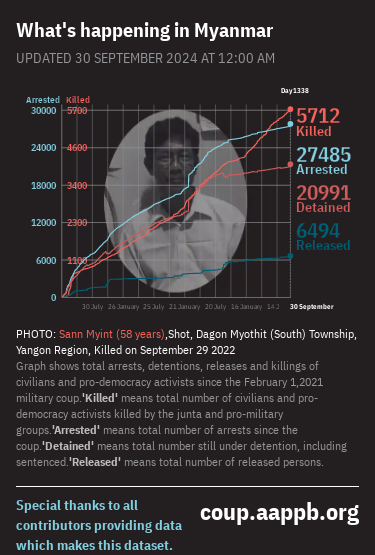 What's happening in Myanmar
UPDATED 30 SEPTEMBER 2024 AT 12:00 AM
Day1338
Arrested Killed
30000 5700
24000 4600
18000 3400
12000 2300
6000 1100
0
5712
Killed
27485
Arrested
20991
Detained
6494
Released
30 July 26 January 25 July 21 January 20 July 16 January 14 J 30 September
PHOTO: Sann Myint (58 years),Shot, Dagon Myothit (South) Township,
Yangon Region, Killed on September 29 2022
Graph shows total arrests, detentions, releases and killings of
civilians and pro-democracy activists since the February 1,2021
military coup.'Killed' means total number of civilians and pro-
democracy activists killed by the junta and pro-military
groups.'Arrested' means total number of arrests since the
coup.'Detained' means total number still under detention, including
sentenced.'Released' means total number of released persons.
Special thanks to all
contributors providing data
which makes this dataset.
coup.aappb.org